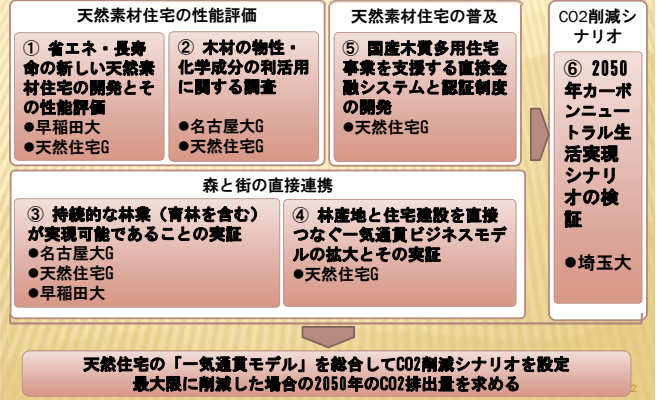 天然素材住宅の性能評価
① 省エネ・長寿
命の新しい天然素
材住宅の開発とそ
の性能評価
●早稲田大
●天然住宅G
② 木材の物性・
化学成分の利活用
に関する調査
●名古屋大G
●天然住宅G
天然素材住宅の普及
⑤ 国産木質多用住宅
事業を支援する直接金
融システムと認証制度
の開発
●天然住宅G
CO2削減シ
ナリオ
⑥ 2050
年カーボ
ンニュー
トラル生
活実現
シナリ
オの検
証
●埼玉大
森と街の直接連携
③ 持続的な林業（育林を含む）
が実現可能であることの実証
●名古屋大G
●天然住宅G
●早稲田大
④ 林産地と住宅建設を直接
つなぐ一気通貫ビジネスモデ
ルの拡大とその実証
●天然住宅G
天然住宅の「一気通貫モデル」を総合してCO2削減シナリオを設定
最大限に削減した場合の2050年のCO2排出量を求める
2